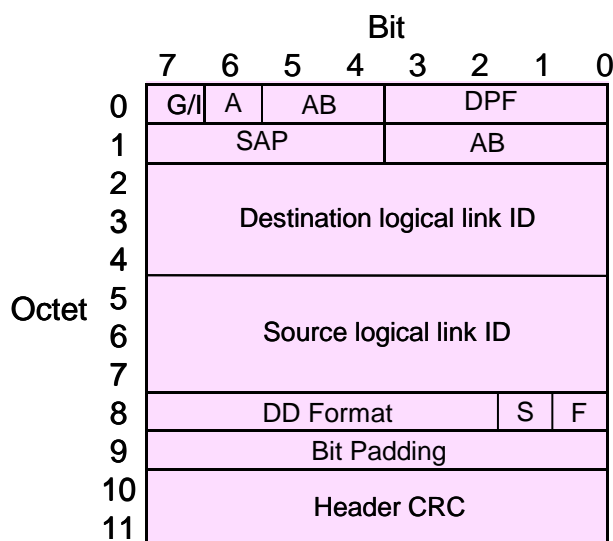 Bit
7 6 5 4 3 2 1 0
0 G/I A AB DPF
1 SAP AB
2
3 Destination logical link ID
4
Octet 5
6 Source logical link ID
7
8 DD Format S F
9 Bit Padding
10
Header CRC
11